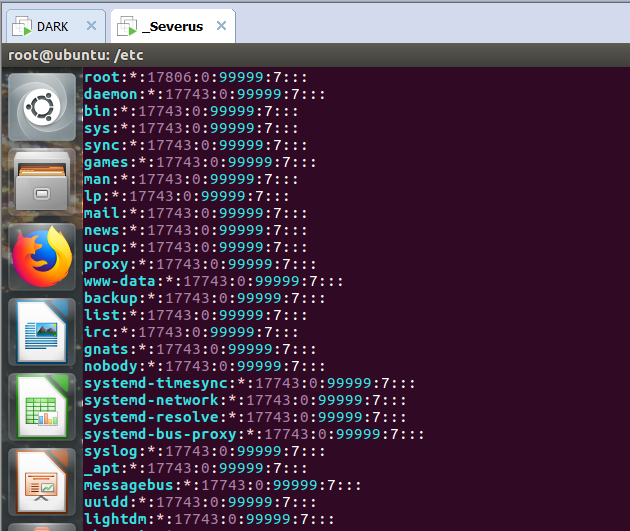 DARK
_Severus
root@ubuntu: /etc
root:*:17806:0:99999:7:::
daemon:*:17743:0:99999:7:::
bin:*:17743:0:99999:7:::
sys:*:17743:0:99999:7:::
sync:*:17743:0:99999:7:::
games:*:17743:0:99999:7:::
man:*:17743:0:99999:7:::
lp:*:17743:0:99999:7:::
mail:*:17743:0:99999:7:::
news:*:17743:0:99999:7:::
uucp:*:17743:0:99999:7:::
proxy:*:17743:0:99999:7:::
www-data:*:17743:0:99999:7:::
backup:*:17743:0:99999:7:::
list:*:17743:0:99999:7:::
irc:*:17743:0:99999:7:::
gnats:*:17743:0:99999:7:::
nobody:*:17743:0:99999:7:::
systemd-timesync:*:17743:0:99999:7:::
systemd-network:*:17743:0:99999:7:::
systemd-resolve:*:17743:0:99999:7:::
systemd-bus-proxy:*:17743:0:99999:7:::
syslog:*:17743:0:99999:7:::
_apt:*:17743:0:99999:7:::
messagebus:*:17743:0:99999:7:::
uuidd:*:17743:0:99999:7:::
lightdm:*:17743:0:99999:7:::